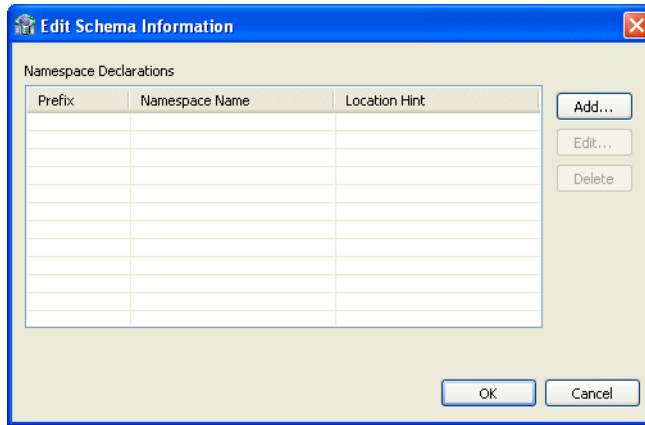 Edit Schema Information
Namespace Declarations
Prefix Namespace Name Location Hint
Add...
Edit...
Delete
OK Cancel